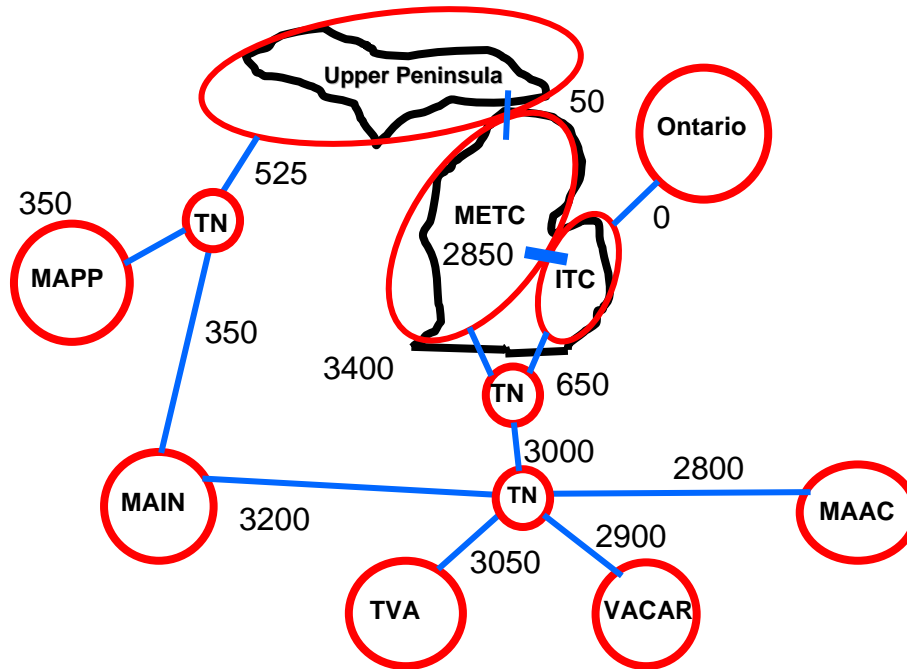 Upper Peninsula
50
Ontario
525
350
TN
METC
0
2850
MAPP
ITC
350
3400
TN
650
3000
2800
MAIN
TN
MAAC
3200
2900
3050
TVA
VACAR